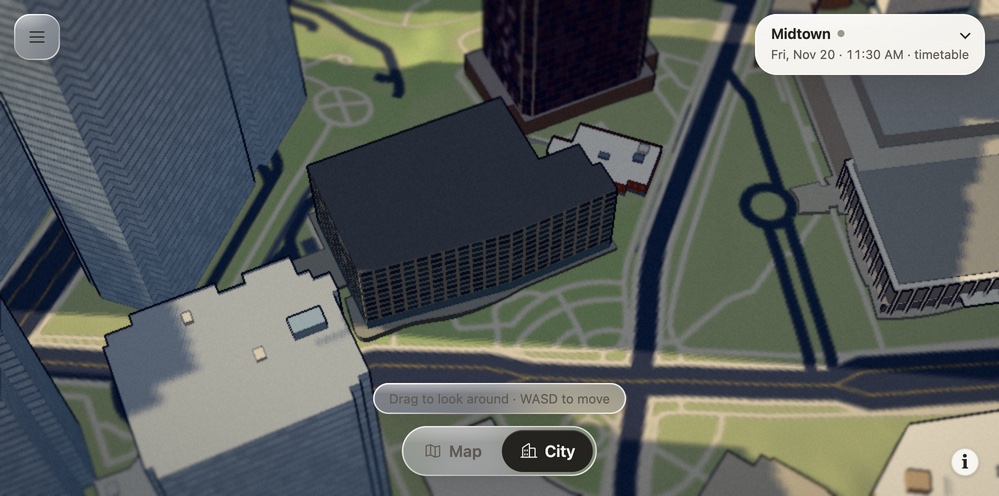 Midtown
Fri, Nov 20 · 11:30 AM · timetable
Drag to look around · WASD to move
Map
City
i